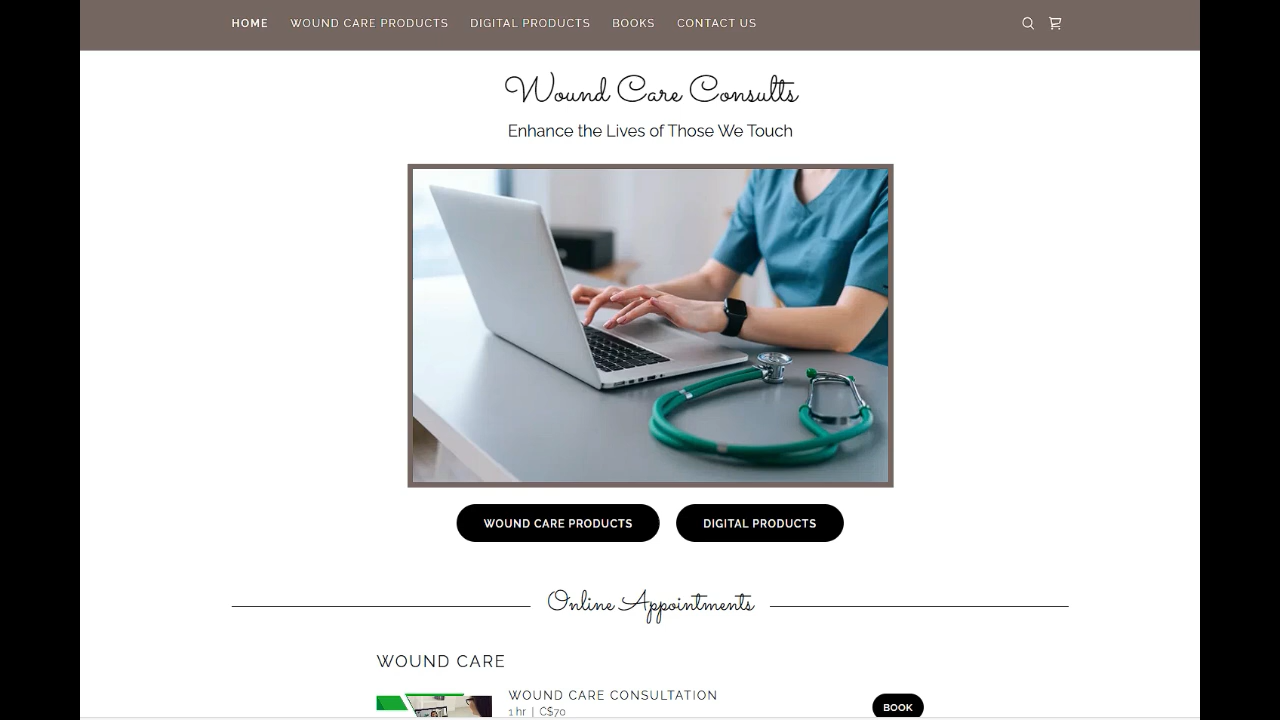 HOME WOUND CARE PRODUCTS DIGITAL PRODUCTS BOOKS CONTACT US
Wound Care Consults
Enhance the Lives of Those We Touch
WOUND CARE PRODUCTS DIGITAL PRODUCTS
Online Appointments
WOUND CARE
WOUND CARE CONSULTATION
1 hr | C$70
BOOK